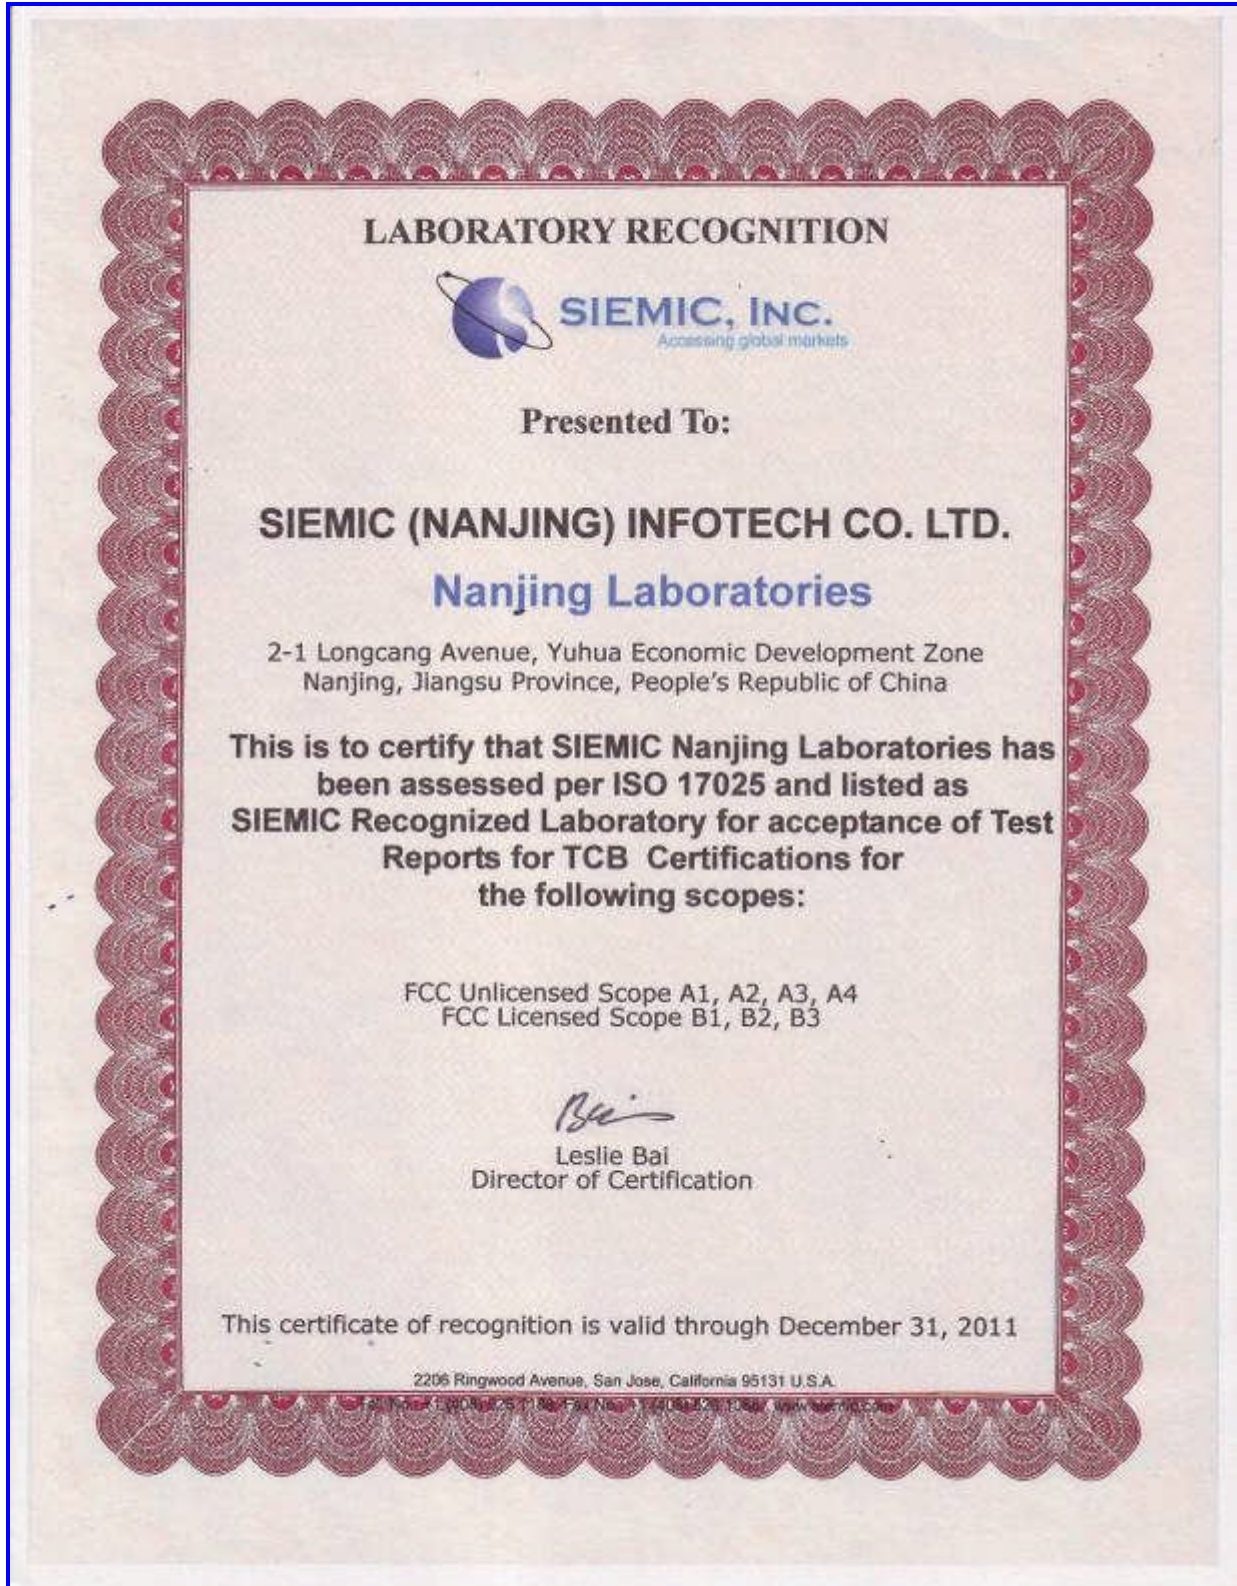 LABORATORY RECOGNITION
SIEMIC, INC.
Accessing global markets
Presented To:
SIEMIC (NANJING) INFOTECH CO. LTD.
Nanjing Laboratories
2-1 Longcang Avenue, Yuhua Economic Development Zone
Nanjing, Jiangsu Province, People's Republic of China
This is to certify that SIEMIC Nanjing Laboratories has
been assessed per ISO 17025 and listed as
SIEMIC Recognized Laboratory for acceptance of Test
Reports for TCB Certifications for
the following scopes:
FCC Unlicensed Scope A1, A2, A3, A4
FCC Licensed Scope B1, B2, B3
Bai
Leslie Bai
Director of Certification
This certificate of recognition is valid through December 31, 2011
2206 Ringwood Avenue, San Jose, California 95131 U.S.A.